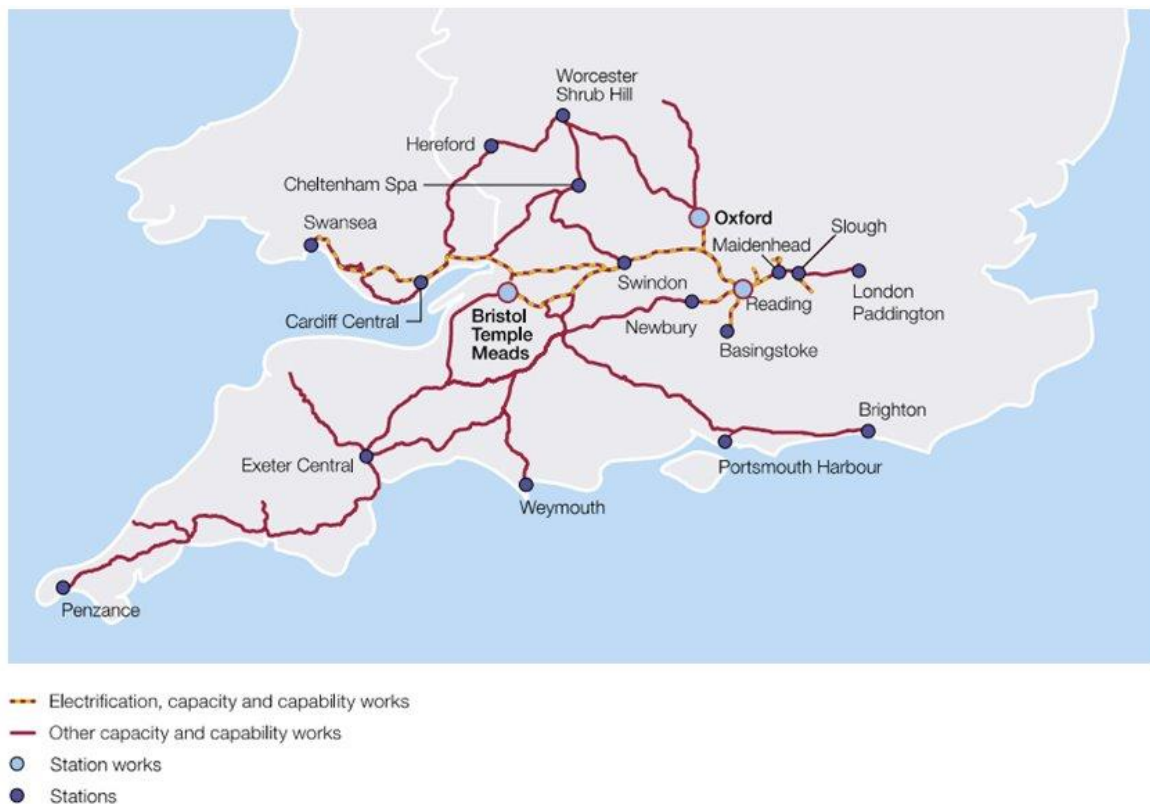 Worcester
Shrub Hill
Hereford
Cheltenham Spa
Swansea
Oxford
Maidenhead
Slough
Swindon
Reading
London
Paddington
Cardiff Central
Bristol
Temple
Meads
Newbury
Basingstoke
Brighton
Exeter Central
Portsmouth Harbour
Weymouth
Penzance
Electrification, capacity and capability works
Other capacity and capability works
Station works
Stations